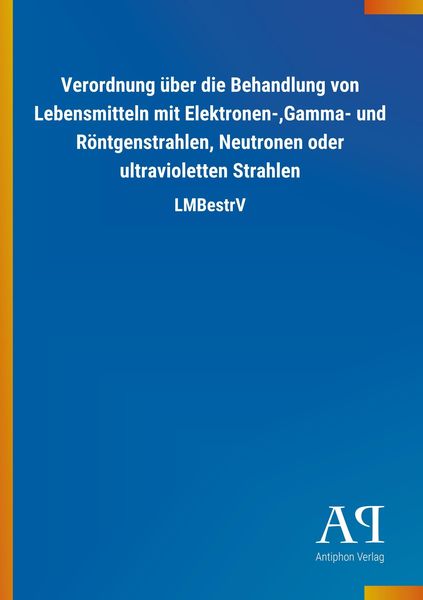 Verordnung über die Behandlung von
Lebensmitteln mit Elektronen-,Gamma- und
Röntgenstrahlen, Neutronen oder
ultravioletten Strahlen
LMBestrV
AP
Antiphon Verlag